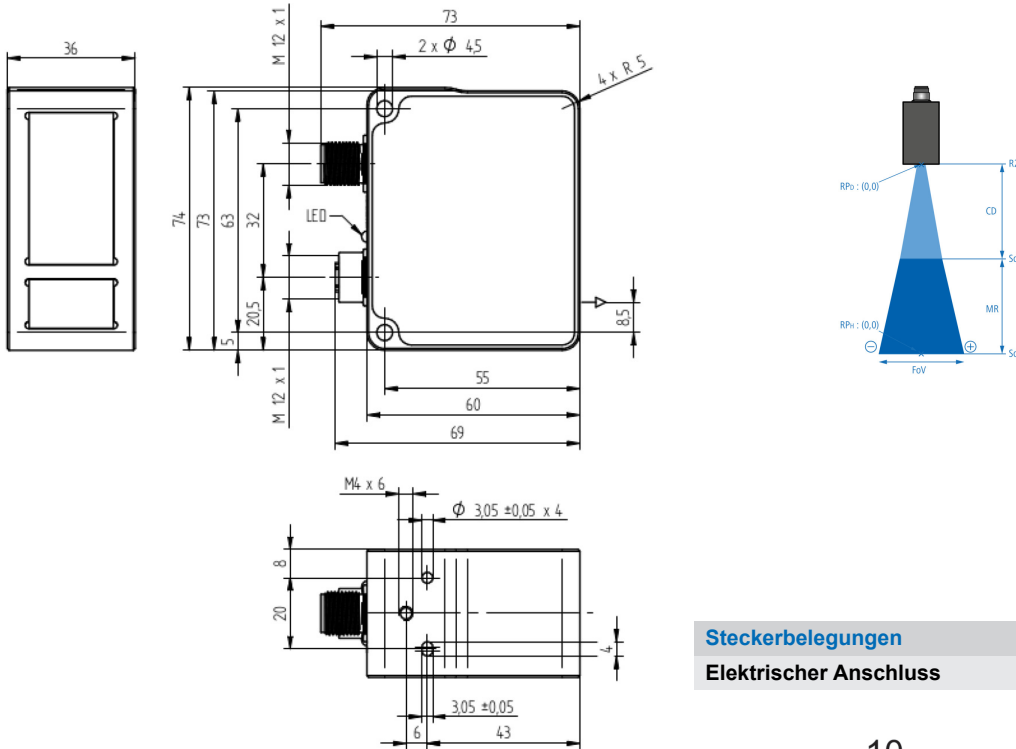 36
73
M 12 x 1
2 x Ø 4,5
4 x R 5
74
73
63
32
LED
20,5
5
M 12 x 1
8,5
55
60
69
RPD : (0,0)
CD
MR
RPH : (0,0)
FoV
M4 x 6
Ø 3,05 ±0,05 x 4
8
20
4
3,05 ±0,05
6
43
Steckerbelegungen
Elektrischer Anschluss